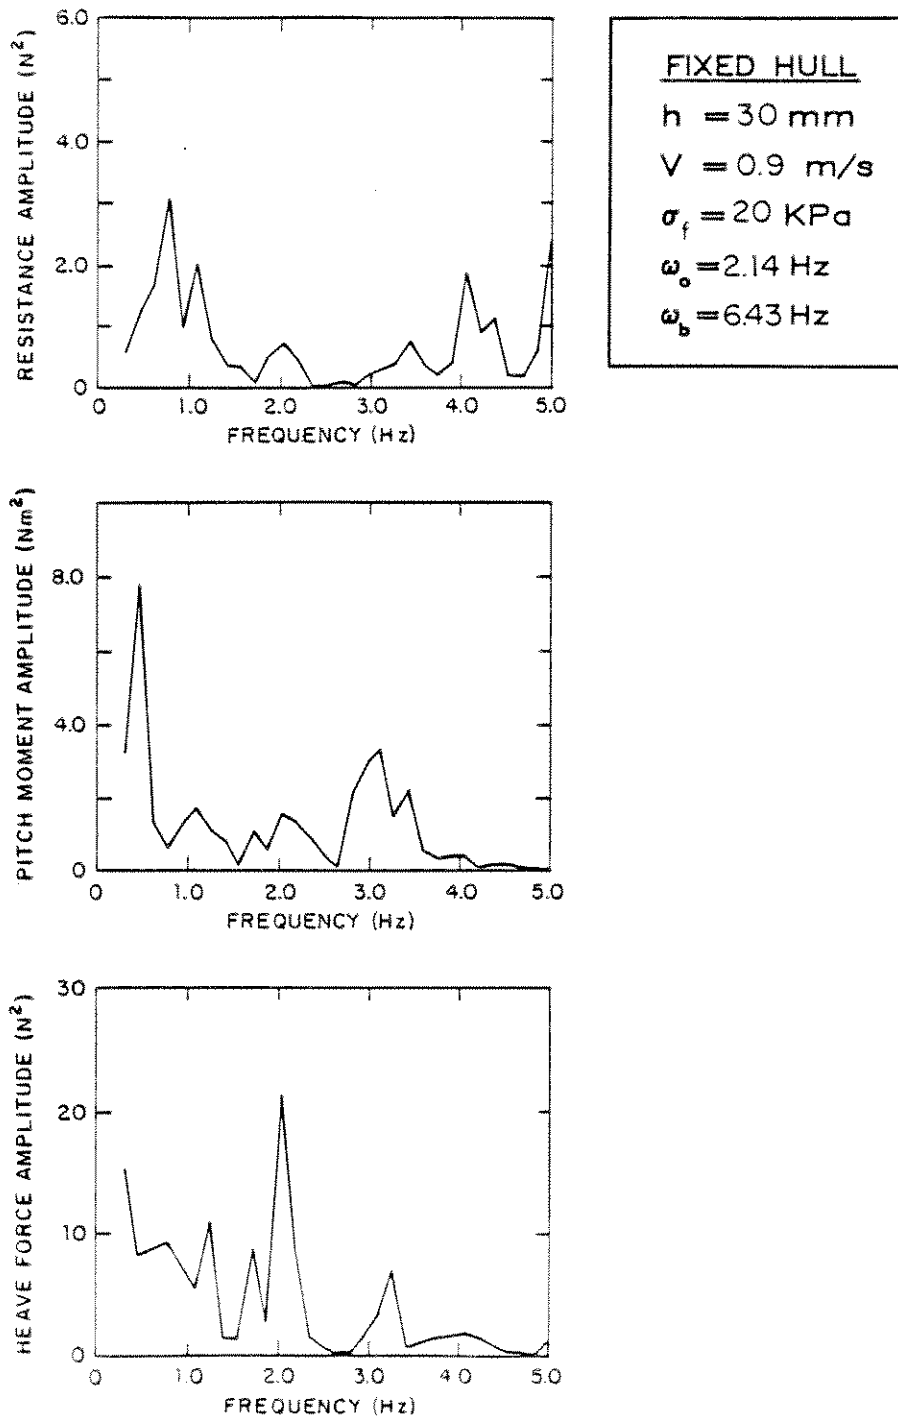 RESISTANCE AMPLITUDE (N²)
6.0
4.0
2.0
0
0 1.0 2.0 3.0 4.0 5.0
FREQUENCY (Hz)
FIXED HULL
h = 30 mm
V = 0.9 m/s
σf = 20 KPa
ωo = 2.14 Hz
ωb = 6.43 Hz
PITCH MOMENT AMPLITUDE (Nm²)
8.0
4.0
0
0 1.0 2.0 3.0 4.0 5.0
FREQUENCY (Hz)
HEAVE FORCE AMPLITUDE (N²)
30
20
10
0
0 1.0 2.0 3.0 4.0 5.0
FREQUENCY (Hz)